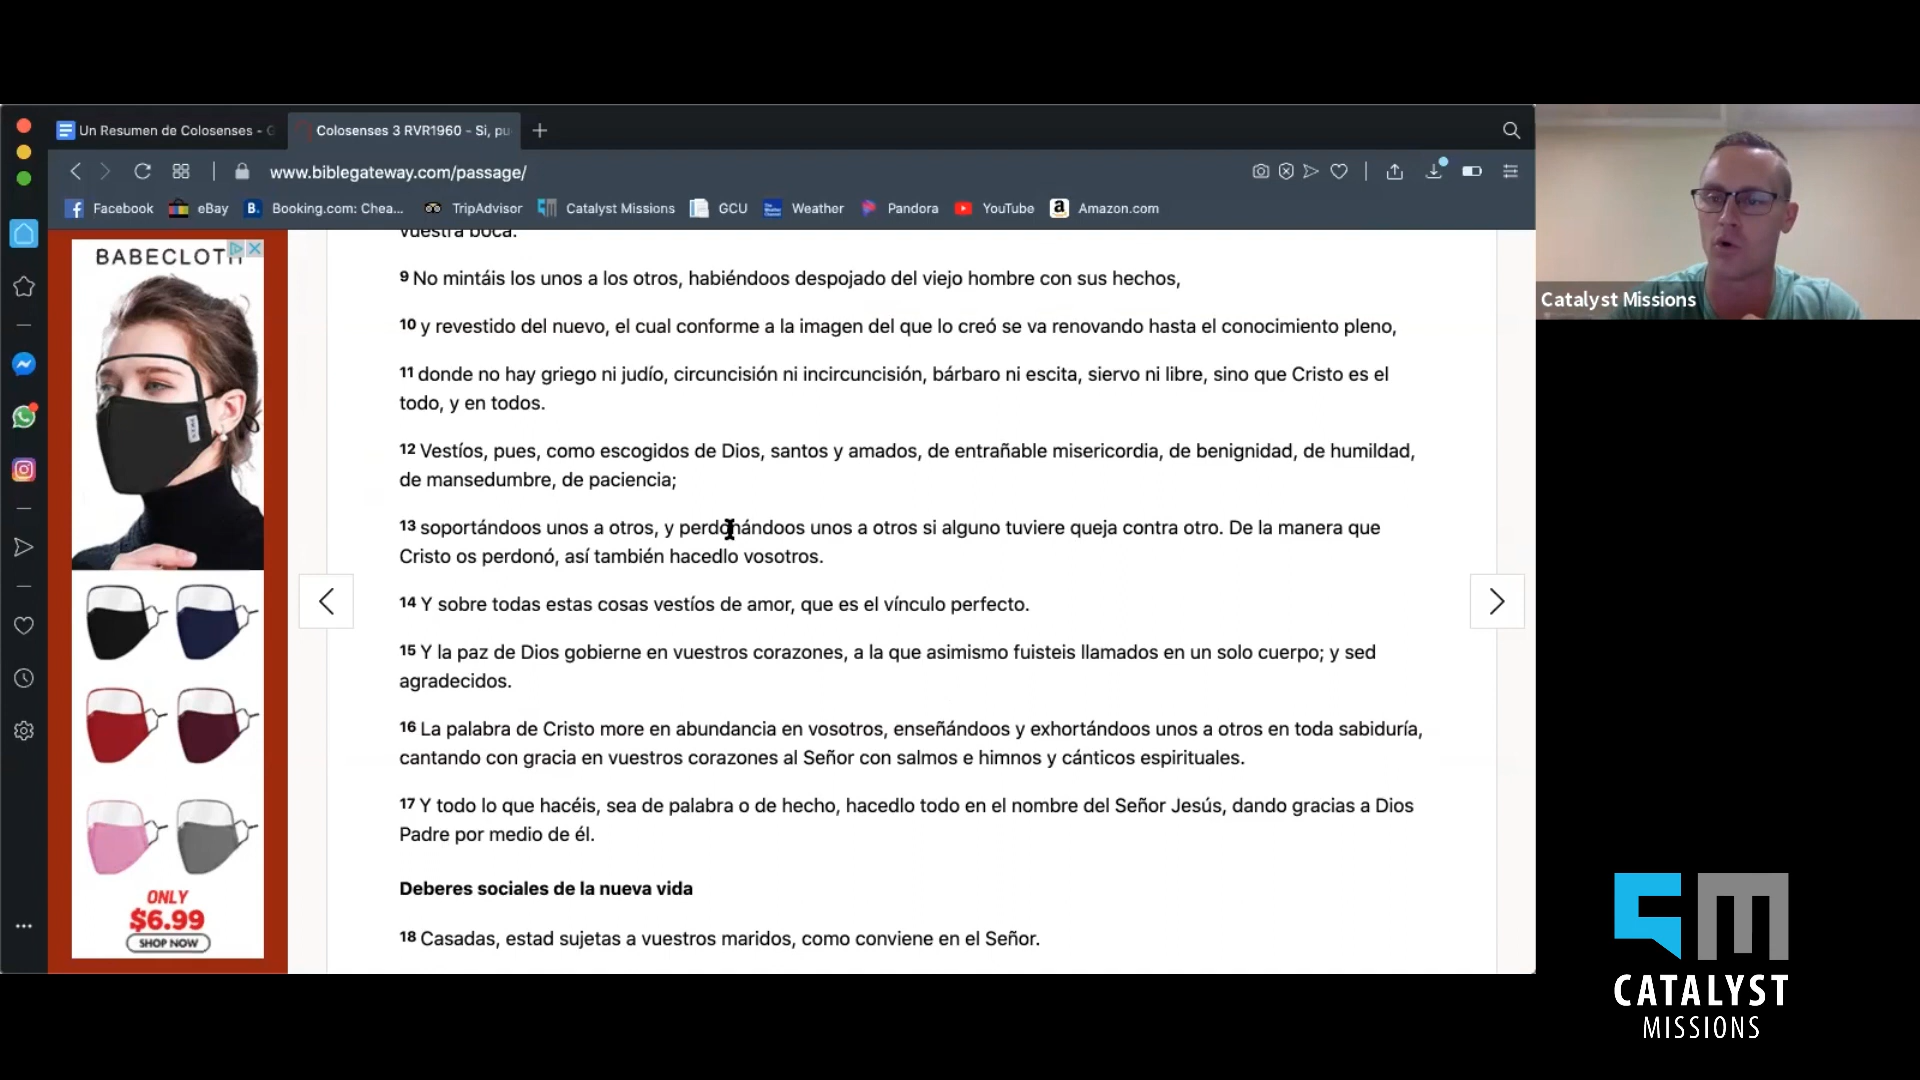 Un Resumen de Colosenses - G
Colosenses 3 RVR1960 - Si, pu
www.biblegateway.com/passage/
Facebook
eBay
B.
Booking.com: Chea...
TripAdvisor
Catalyst Missions
GCU
Weather
Pandora
YouTube
a
Amazon.com
BABECLOTH
ONLY
$6.99
SHOP NOW
vuestra boca.
9 No mintáis los unos a los otros, habiéndoos despojado del viejo hombre con sus hechos,
10 y revestido del nuevo, el cual conforme a la imagen del que lo creó se va renovando hasta el conocimiento pleno,
11 donde no hay griego ni judío, circuncisión ni incircuncisión, bárbaro ni escita, siervo ni libre, sino que Cristo es el
todo, y en todos.
12 Vestíos, pues, como escogidos de Dios, santos y amados, de entrañable misericordia, de benignidad, de humildad,
de mansedumbre, de paciencia;
13 soportándoos unos a otros, y perdonándoos unos a otros si alguno tuviere queja contra otro. De la manera que
Cristo os perdonó, así también hacedlo vosotros.
14 Y sobre todas estas cosas vestíos de amor, que es el vínculo perfecto.
15 Y la paz de Dios gobierne en vuestros corazones, a la que asimismo fuisteis llamados en un solo cuerpo; y sed
agradecidos.
16 La palabra de Cristo more en abundancia en vosotros, enseñándoos y exhortándoos unos a otros en toda sabiduría,
cantando con gracia en vuestros corazones al Señor con salmos e himnos y cánticos espirituales.
17 Y todo lo que hacéis, sea de palabra o de hecho, hacedlo todo en el nombre del Señor Jesús, dando gracias a Dios
Padre por medio de él.
Deberes sociales de la nueva vida
18 Casadas, estad sujetas a vuestros maridos, como conviene en el Señor.
Catalyst Missions
CATALYST
MISSIONS